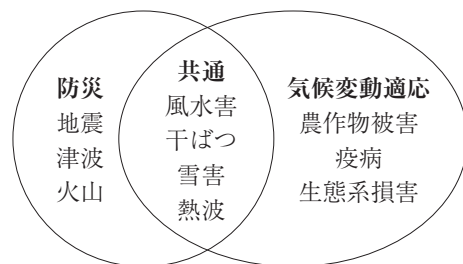 防災
地震
津波
火山
共通
風水害
干ばつ
雪害
熱波
気候変動適応
農作物被害
疫病
生態系損害